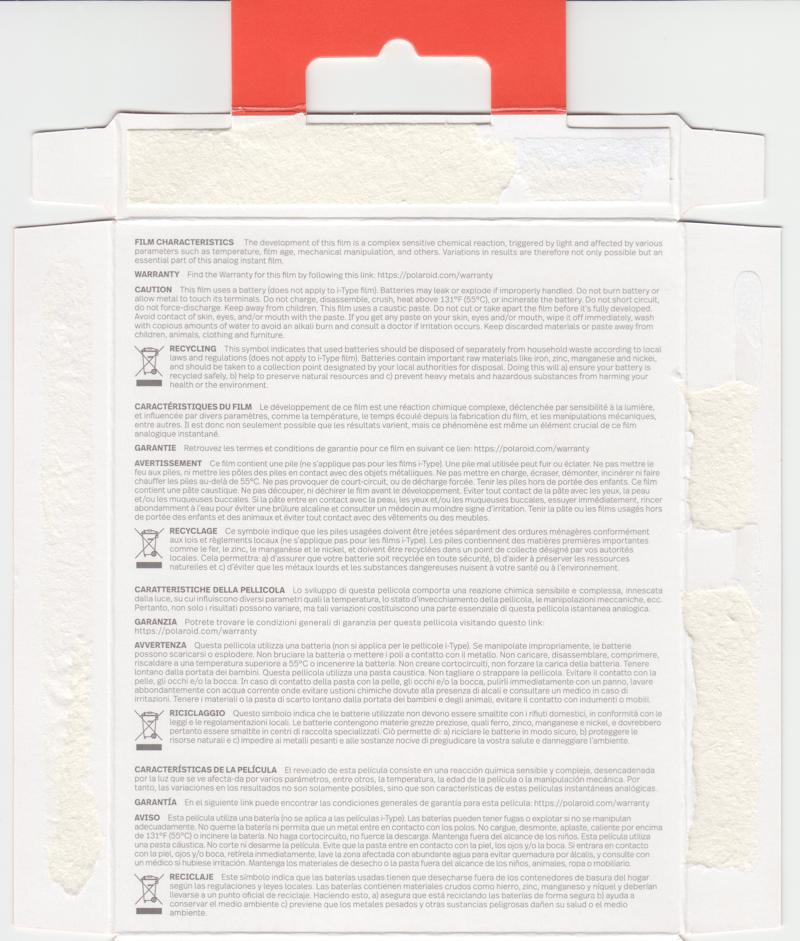 FILM CHARACTERISTICS The development of this film is a complex sensitive chemical reaction, triggered by light and affected by various
parameters such as temperature, film age, mechanical manipulation, and others. Variations in results are therefore not only possible but an
essential part of this analog instant film.
WARRANTY Find the Warranty for this film by following this link: https://polaroid.com/warranty
CAUTION This film uses a battery (does not apply to i-Type film). Batteries may leak or explode if improperly handled. Do not burn battery or
allow metal to touch its terminals. Do not charge, disassemble, crush, heat above 131°F (55°C), or incinerate the battery. Do not short circuit,
do not force-discharge. Keep away from children. This film uses a caustic paste. Do not cut or take apart the film before it's fully developed.
Avoid contact of skin, eyes, and/or mouth with the paste. If you get any paste on your skin, eyes and/or mouth, wipe it off immediately, wash
with copious amounts of water to avoid an alkali burn and consult a doctor if irritation occurs. Keep discarded materials or paste away from
children, animals, clothing and furniture.
RECYCLING This symbol indicates that used batteries should be disposed of separately from household waste according to local
laws and regulations (does not apply to i-Type film). Batteries contain important raw materials like iron, zinc, manganese and nickel,
and should be taken to a collection point designated by your local authorities for disposal. Doing this will a) ensure your battery is
recycled safely, b) help to preserve natural resources and c) prevent heavy metals and hazardous substances from harming your
health or the environment.
CARACTÉRISTIQUES DU FILM Le développement de ce film est une réaction chimique complexe, déclenchée par sensibilité à la lumière,
et influencée par divers paramètres, comme la température, le temps écoulé depuis la fabrication du film, et les manipulations mécaniques,
entre autres. Il est donc non seulement possible que les résultats varient, mais ce phénomène est même un élément crucial de ce film
analogique instantané.
GARANTIE Retrouvez les termes et conditions de garantie pour ce film en suivant ce lien: https://polaroid.com/warranty
AVERTISSEMENT Ce film contient une pile (ne s'applique pas pour les films i-Type). Une pile mal utilisée peut fuir ou éclater. Ne pas mettre le
feu aux piles, ni mettre les pôles des piles en contact avec des objets métaliques. Ne pas mettre en charge, écraser, démonter, incinérer ni faire
chauffer les piles au-delà de 55°C. Ne pas provoquer de court-circuit, ou de décharge forcée. Tenir les piles hors de portée des enfants. Ce film
contient une pâte caustique. Ne pas découper, ni déchirer le film avant le développement. Eviter tout contact de la pâte avec les yeux, la peau
et/ou les muqueuses buccales. Si la pâte entre en contact avec la peau, les yeux et/ou les muqueuses buccales, essuyer immédiatement, rincer
abondamment à l'eau pour éviter une brûlure alcaline et consulter un médecin au moindre signe d'irritation. Tenir la pâte ou les films usagés hors
de portée des enfants et des animaux et éviter tout contact avec des vêtements ou des meubles.
RECYCLAGE Ce symbole indique que les piles usagées doivent être jetées séparément des ordures ménagères conformément
aux lois et règlements locaux (ne s'applique pas pour les films i-Type). Les piles contiennent des matières premières importantes
comme le fer, le zinc, le manganèse et le nickel, et doivent être recyclées dans un point de collecte désigné par vos autorités
locales. Cela permettra: a) d'assurer que votre batterie soit recyclée en toute sécurité, b) d'aider à préserver les ressources
naturelles et c) d'éviter que les métaux lourds et les substances dangereuses nuisent à votre santé ou à l'environnement.
CARATTERISTICHE DELLA PELLICOLA Lo sviluppo di questa pellicola comporta una reazione chimica sensibile e complessa, innescata
dalla luce, su cui influiscono diversi parametri quali la temperatura, lo stato d'invecchiamento della pellicola, le manipolazioni meccaniche, ecc.
Pertanto, non solo i risultati possono variare, ma tali variazioni costituiscono una parte essenziale di questa pellicola istantanea analogica.
GARANZIA Potrete trovare le condizioni generali di garanzia per questa pellicola visitando questo link:
https://polaroid.com/warranty
AVVERTENZA Questa pellicola utilizza una batteria (non si applica per le pellicole i-Type). Se manipolate impropriamente, le batterie
possono scaricarsi o esplodere. Non bruciare la batteria o mettere i poli a contatto con il metallo. Non caricare, disassemblare, comprimere,
riscaldare a una temperatura superiore a 55°C o incenerire la batteria. Non creare cortocircuiti, non forzare la carica della batteria. Tenere
lontano dalla portata dei bambini. Questa pellicola utilizza una pasta caustica. Non tagliare o strappare la pellicola. Evitare il contatto con la
pelle, gli occhi e/o la bocca. In caso di contatto della pasta con la pelle, gli occhi e/o la bocca, pulirli immediatamente con un panno, lavare
abbondantemente con acqua corrente onde evitare ustioni chimiche dovute alla presenza di alcali e consultare un medico in caso di
irritazioni. Tenere i materiali o la pasta di scarto lontano dalla portata dei bambini e degli animali, evitare il contatto con indumenti o mobili.
RICICLAGGIO Questo simbolo indica che le batterie utilizzate non devono essere smaltite con i rifiuti domestici, in conformità con le
leggi e le regolamentazioni locali. Le batterie contengono materie grezze preziose, quali ferro, zinco, manganese e nickel, e dovrebbero
pertanto essere smaltite in centri di raccolta specializzati. Ciò permette di: a) riciclare le batterie in modo sicuro, b) proteggere le
risorse naturali e c) impedire ai metalli pesanti e alle sostanze nocive di pregiudicare la vostra salute e danneggiare l'ambiente.
CARACTERÍSTICAS DE LA PELÍCULA El revelado de esta película consiste en una reacción química sensible y compleja, desencadenada
por la luz que se ve afecta-da por varios parámetros, entre otros, la temperatura, la edad de la película o la manipulación mecánica. Por
tanto, las variaciones en los resultados no son solamente posibles, sino que son características de estas películas instantáneas analógicas.
GARANTÍA En el siguiente link puede encontrar las condiciones generales de garantía para esta película: https://polaroid.com/warranty
AVISO Esta película utiliza una batería (no se aplica a las películas i-Type). Las baterías pueden tener fugas o explotar si no se manipulan
adecuadamente. No queme la batería ni permita que un metal entre en contacto con los polos. No cargue, desmonte, aplaste, caliente por encima
de 131°F (55°C) o incinere la batería. No haga cortocircuito, no fuerce la descarga. Mantenga fuera del alcance de los niños. Esta película utiliza
una pasta cáustica. No corte ni desarme la película. Evite que la pasta entre en contacto con la piel, los ojos y/o la boca. Si entrara en contacto
con la piel, ojos y/o boca, retírela inmediatamente, lave la zona afectada con abundante agua para evitar quemadura por álcalis, y consulte con
un médico si hubiese irritación. Mantenga los materiales de desecho o la pasta fuera del alcance de los niños, animales, ropa o mobiliario.
RECICLAJE Este símbolo indica que las baterías usadas tienen que desecharse fuera de los contenedores de basura del hogar
según las regulaciones y leyes locales. Las baterías contienen materiales crudos como hierro, zinc, manganeso y níquel y deberían
llevarse a un punto oficial de reciclaje. Haciendo esto, a) asegura que está reciclando las baterías de forma seguro b) ayuda a
conservar el medio ambiente c) previene que los metales pesados y otras sustancias peligrosas dañen su salud o el medio
ambiente.